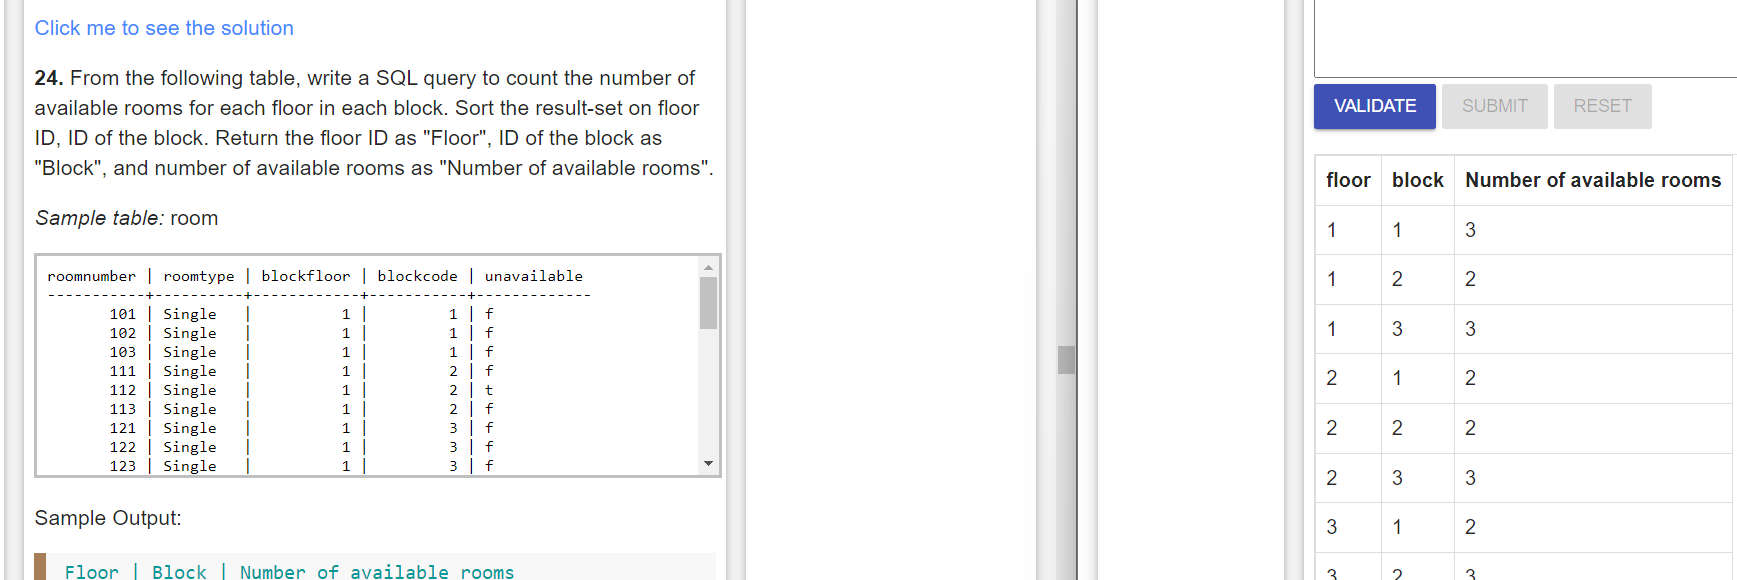 Click me to see the solution
24. From the following table, write a SQL query to count the number of
available rooms for each floor in each block. Sort the result-set on floor
ID, ID of the block. Return the floor ID as "Floor", ID of the block as
"Block", and number of available rooms as "Number of available rooms".
Sample table: room
roomnumber | roomtype | blockfloor | blockcode | unavailable
-----------+----------+------------+-----------+-------------
101 | Single | 1 | 1 | f
102 | Single | 1 | 1 | f
103 | Single | 1 | 1 | f
111 | Single | 1 | 2 | f
112 | Single | 1 | 2 | t
113 | Single | 1 | 2 | f
121 | Single | 1 | 3 | f
122 | Single | 1 | 3 | f
123 | Single | 1 | 3 | f
Sample Output:
Floor | Block | Number of available rooms
VALIDATE SUBMIT RESET
floor block Number of available rooms
1 1 3
1 2 2
1 3 3
2 1 2
2 2 2
2 3 3
3 1 2
3 2 3